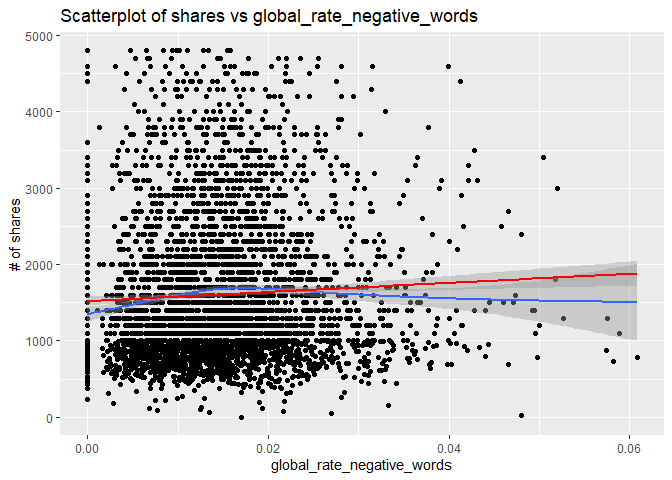 Scatterplot of shares vs global_rate_negative_words
5000
4000
3000
2000
1000
0
# of shares
0.00 0.02 0.04 0.06
global_rate_negative_words